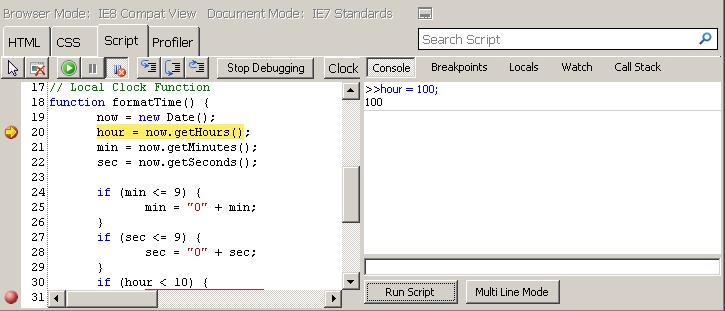 Browser Mode: IE8 Compat View Document Mode: IE7 Standards
HTML CSS Script Profiler Search Script
Stop Debugging Clock Console Breakpoints Locals Watch Call Stack
17 // Local Clock Function
18 function formatTime() {
19 now = new Date();
20 hour = now.getHours();
21 min = now.getMinutes();
22 sec = now.getSeconds();
23
24 if (min <= 9) {
25 min = "0" + min;
26 }
27 if (sec <= 9) {
28 sec = "0" + sec;
29 }
30 if (hour < 10) {
31
>>hour = 100;
100
Run Script Multi Line Mode